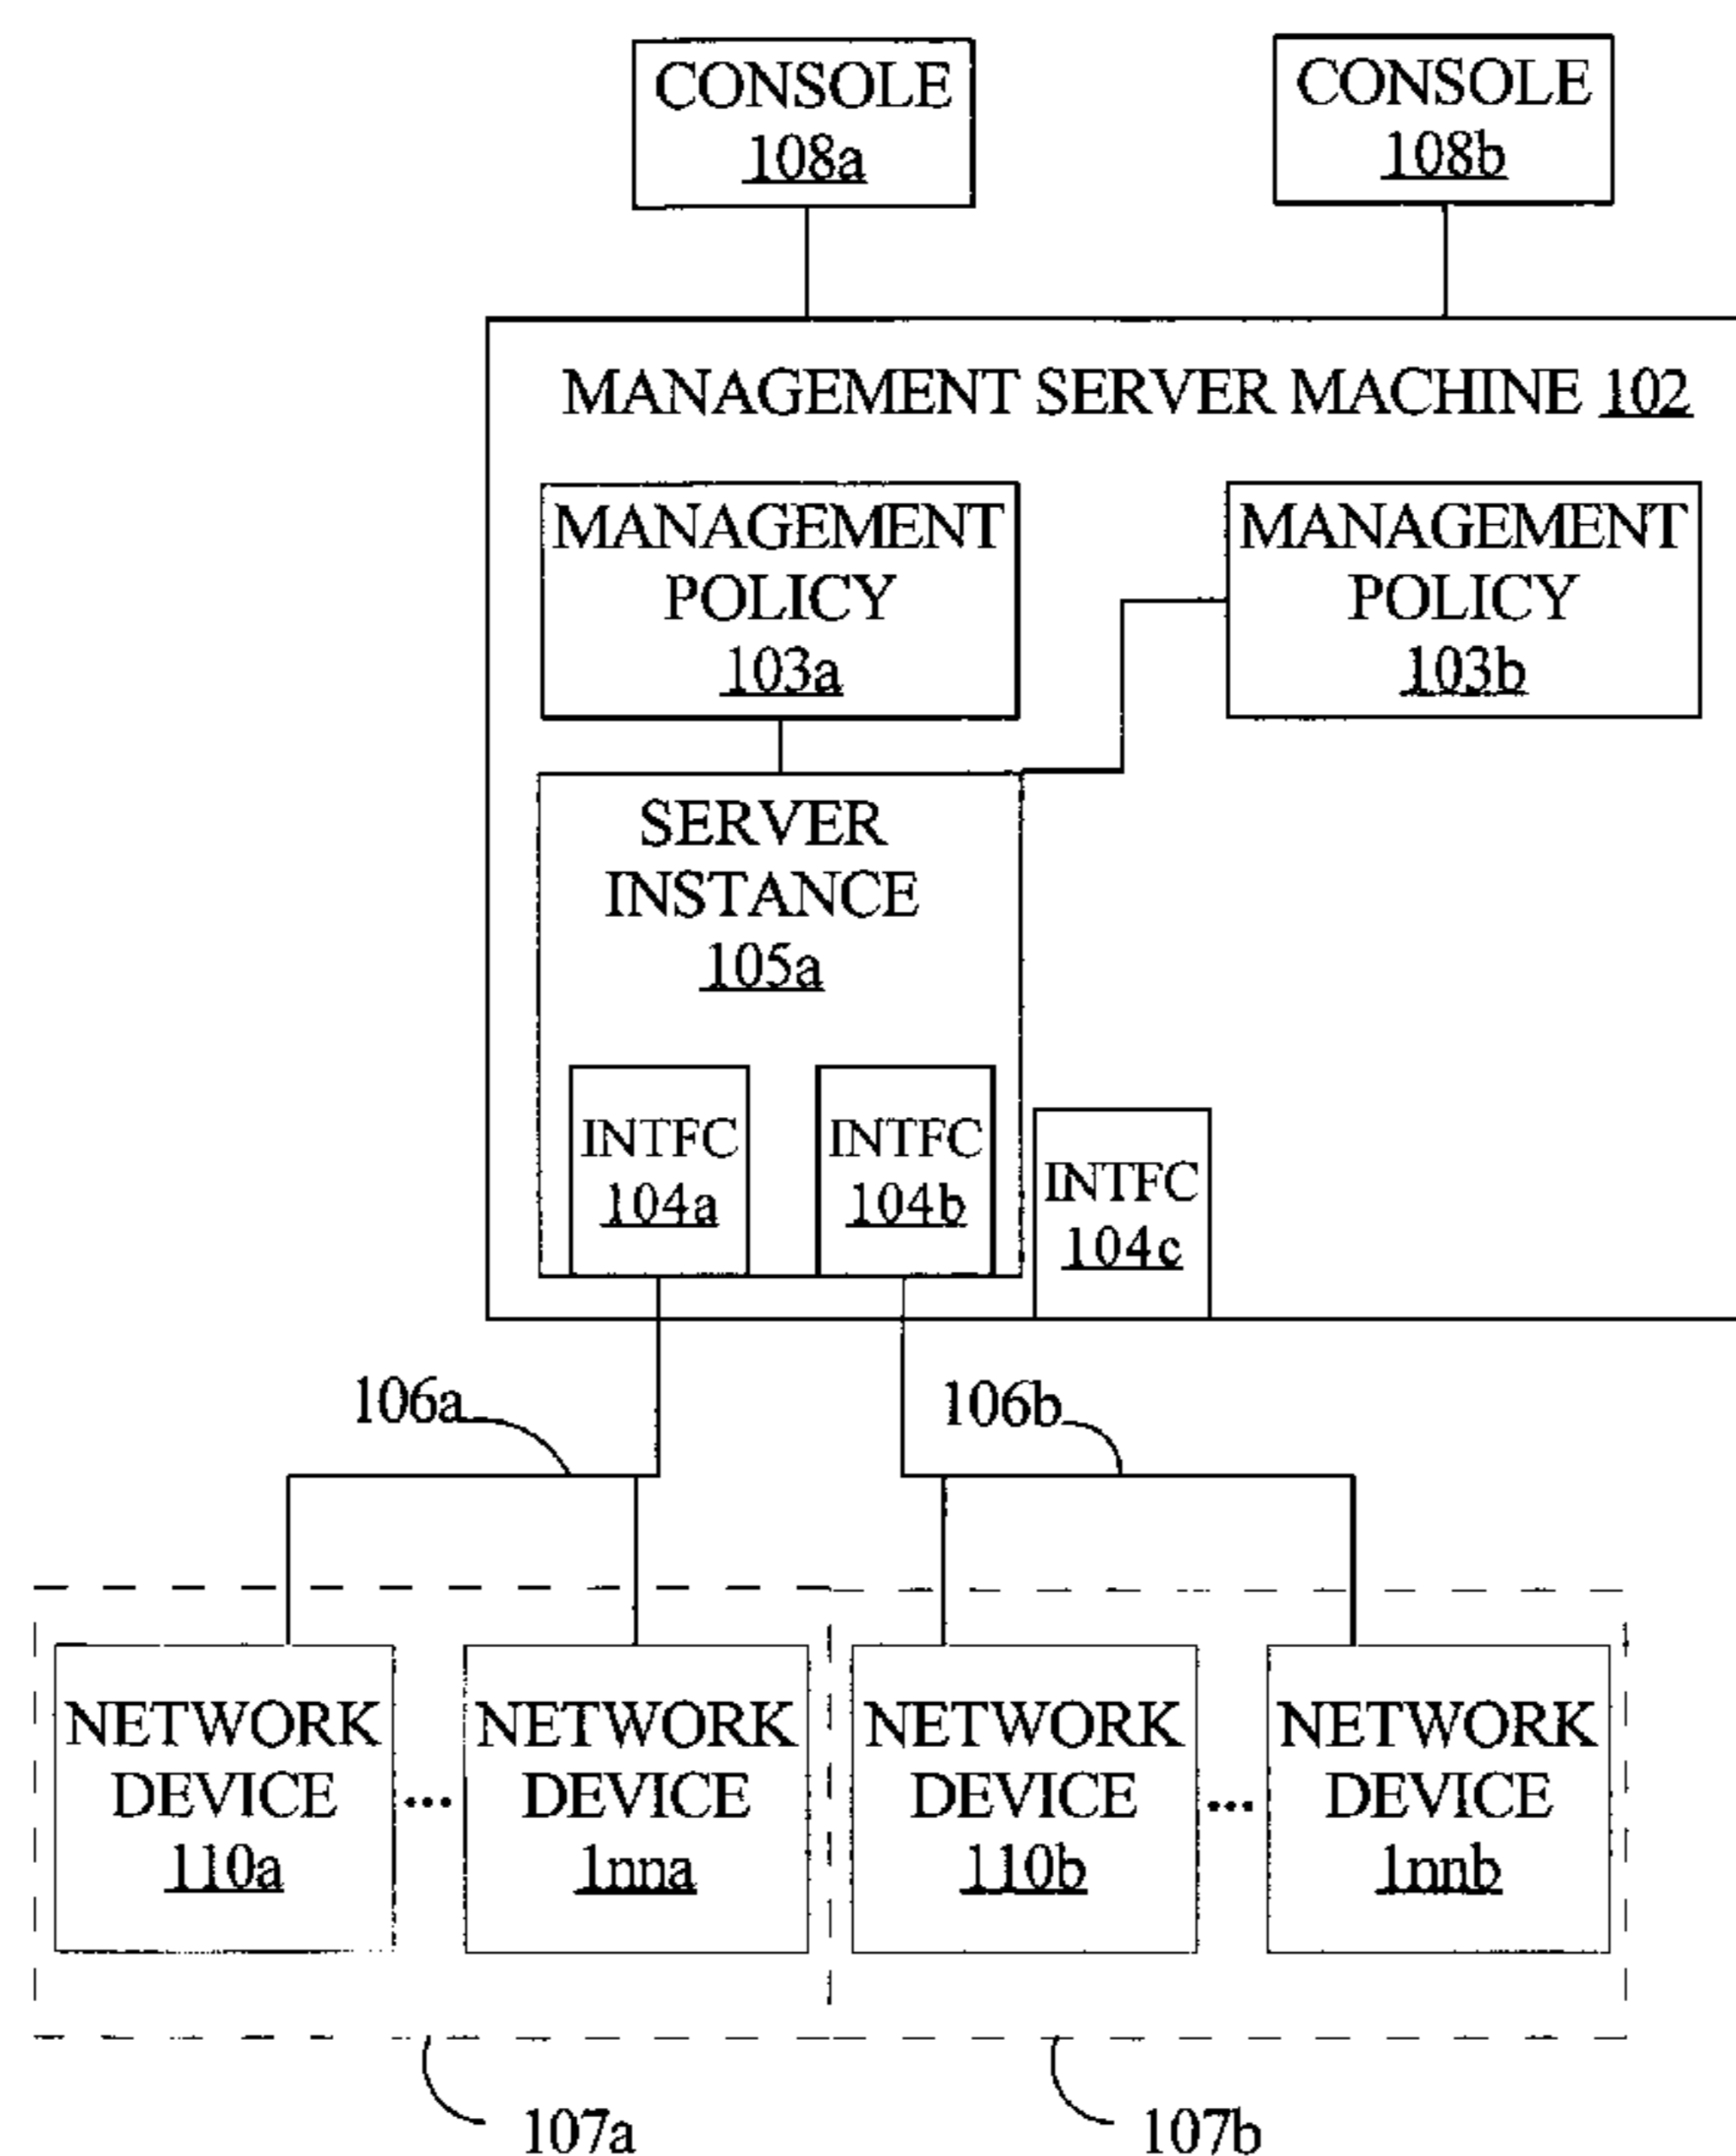 CONSOLE
108a
CONSOLE
108b
MANAGEMENT SERVER MACHINE 102
MANAGEMENT
POLICY
103a
MANAGEMENT
POLICY
103b
SERVER
INSTANCE
105a
INTFC
104a
INTFC
104b
INTFC
104c
106a
106b
NETWORK
DEVICE
110a
...
NETWORK
DEVICE
1nna
NETWORK
DEVICE
110b
...
NETWORK
DEVICE
1nnb
107a
107b